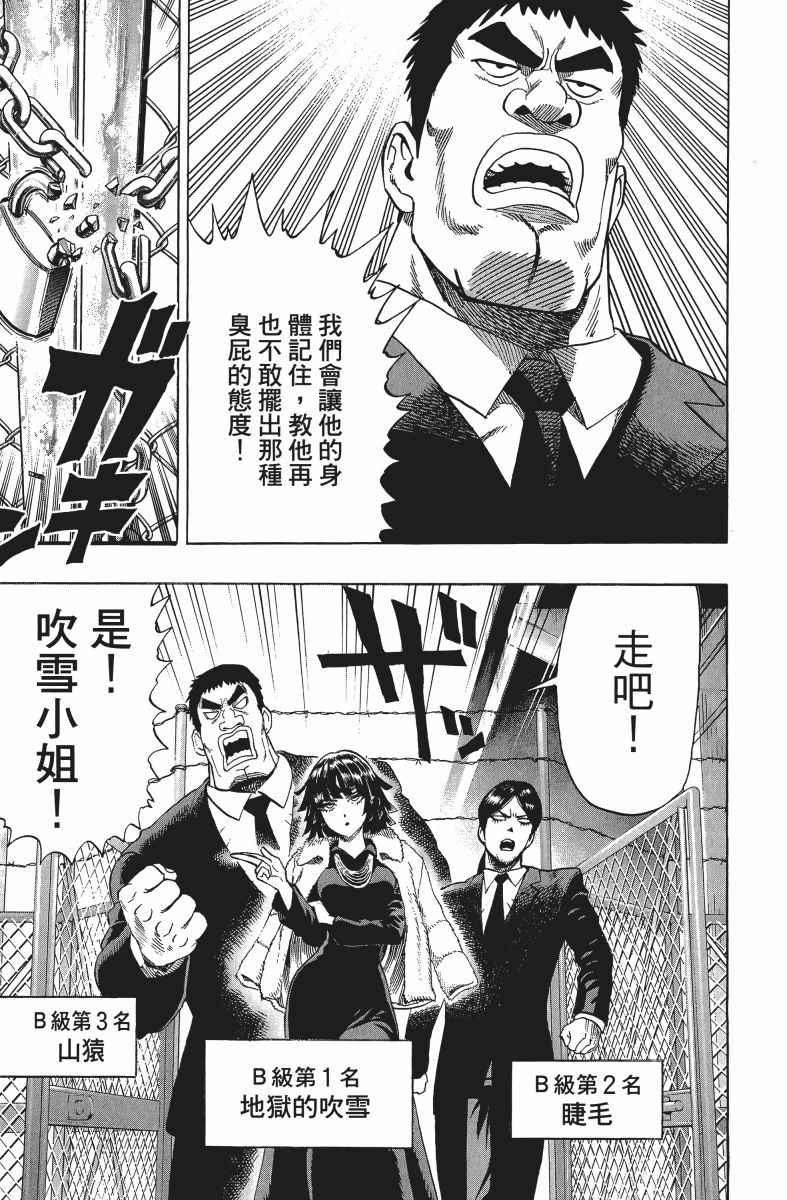 我們會讓他的身
體記住，教他再
也不敢擺出那種
臭屁的態度！
ガキン
走吧！
ザッ
是！
吹雪小姐！
B級第2名
睫毛
B級第1名
地獄的吹雪
B級第3名
山猿